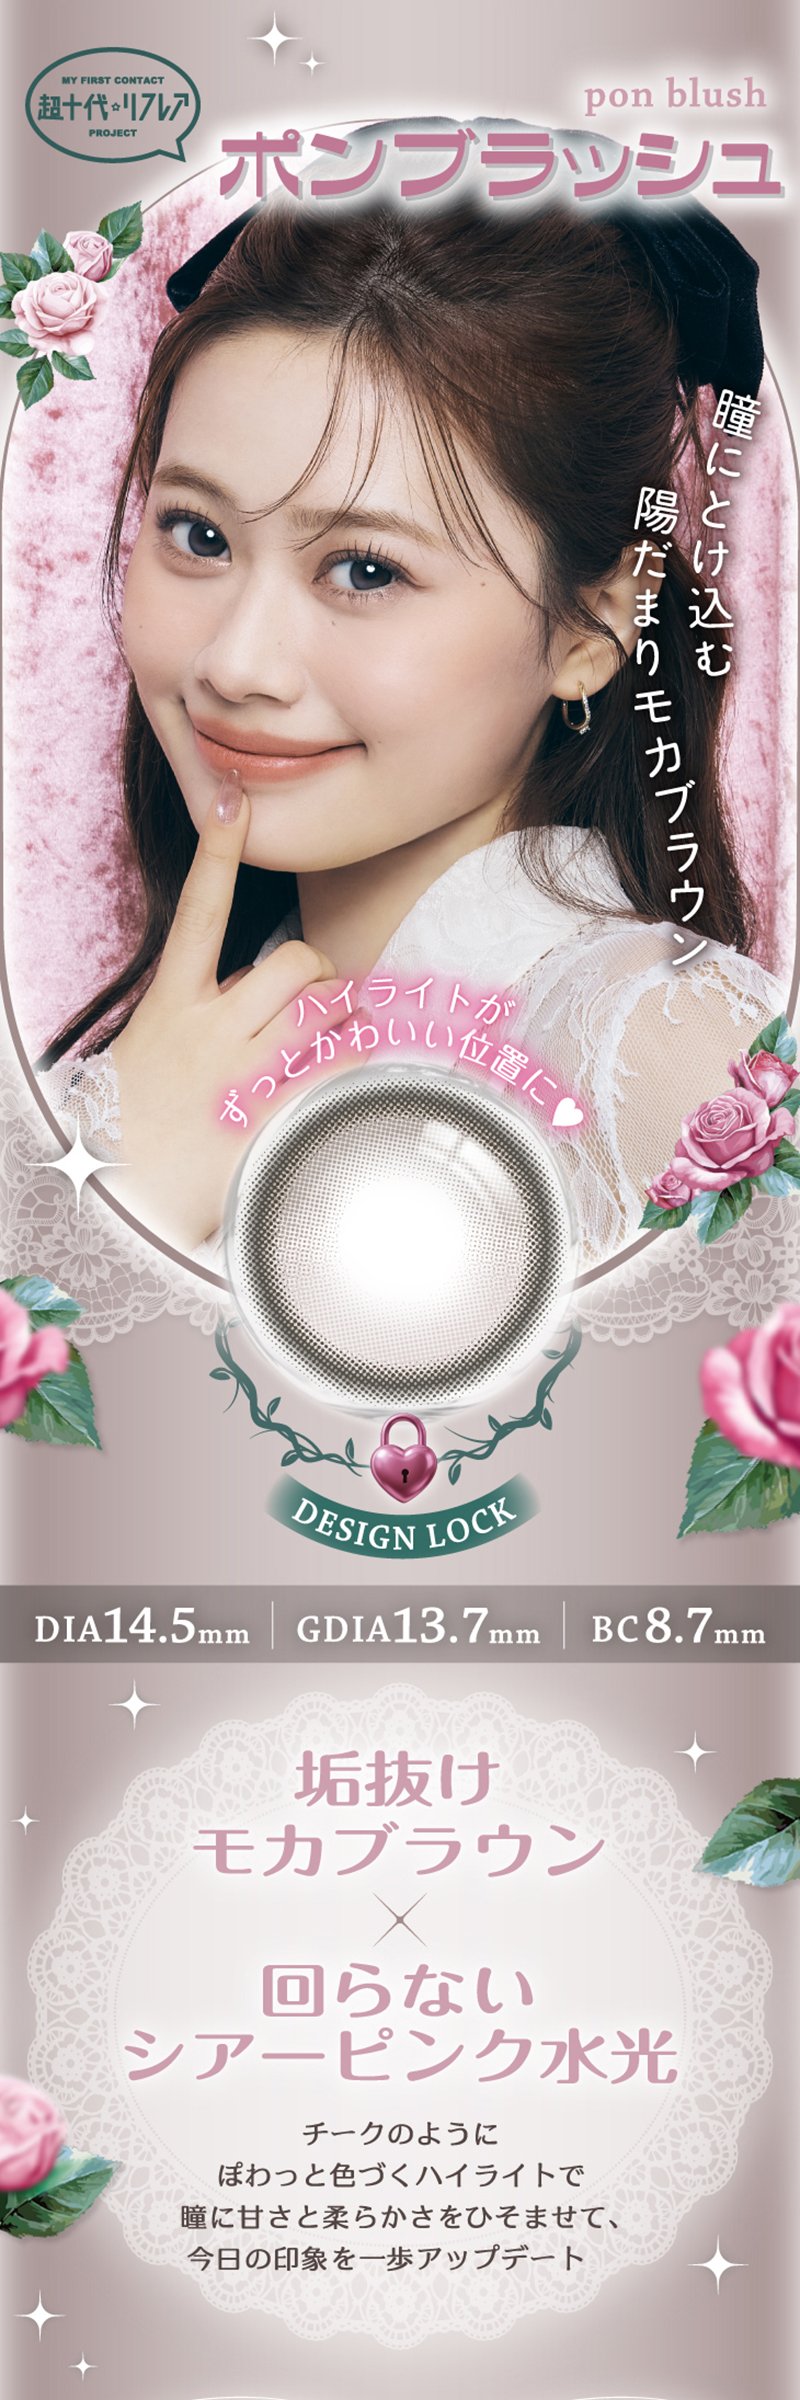 MY FIRST CONTACT
超十代☆リフレア
PROJECT
pon blush
ポンブラッシュ
瞳にとけ込む
陽だまりモカブラウン
ハイライトが
ずっとかわいい位置に♥
DESIGN LOCK
DIA14.5mm
GDIA13.7mm
BC8.7mm
垢抜け
モカブラウン
×
回らない
シアーピンク水光
チークのように
ぽわっと色づくハイライトで
瞳に甘さと柔らかさをひそませて、
今日の印象を一歩アップデート